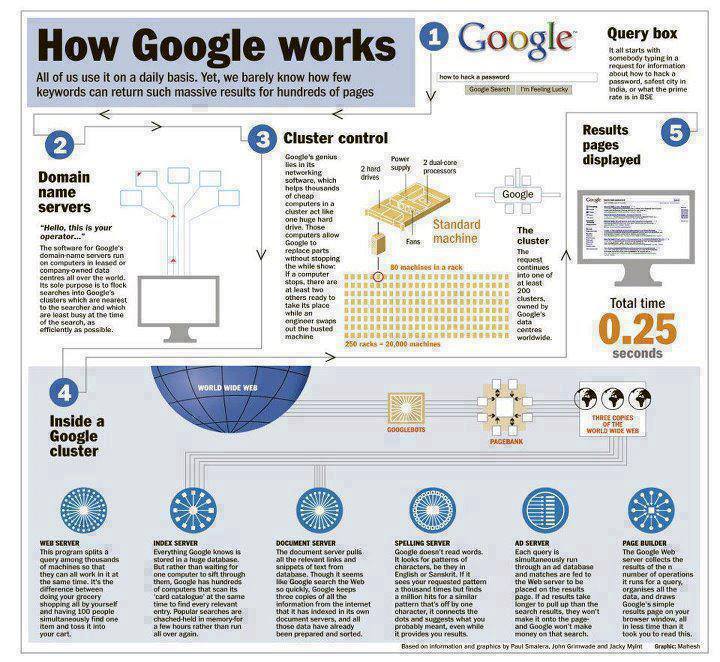 How Google works
All of us use it on a daily basis. Yet, we barely know how few
keywords can return such massive results for hundreds of pages
1
Google
how to hack a password
Google Search
I'm Feeling Lucky
Query box
It all starts with
somebody typing in a
request for information
about how to hack a
password, safest city in
India, or what the prime
rate is in BSE
2
Domain
name
servers
"Hello, this is your
operator..."
The software for Google's
domain-name servers run
on computers in leased or
company-owned data
centres all over the world.
Its sole purpose is to flock
searches into Google's
clusters which are nearest
to the searcher and which
are least busy at the time
of the search, as
efficiently as possible.
3
Cluster control
Google's genius
lies in its
networking
software, which
helps thousands
of cheap
computers in a
cluster act like
one huge hard
drive. Those
computers allow
Google to
replace parts
without stopping
the while show:
If a computer
stops, there are
at least two
others ready to
take its place
while an
engineer swaps
out the busted
machine
2 hard
drives
Power
supply
2 dual-core
processors
Fans
Standard
machine
80 machines in a rack
250 racks = 20,000 machines
Google
The
cluster
The
request
continues
into one of
at least
200
clusters,
owned by
Google's
data
centres
worldwide.
5
Results
pages
displayed
Google
Total time
0.25
seconds
4
Inside a
Google
cluster
WORLD WIDE WEB
GOOGLEBOTS
PAGEBANK
THREE COPIES
OF THE
WORLD WIDE WEB
WEB SERVER
This program splits a
query among thousands
of machines so that
they can all work in it at
the same time. It's the
difference between
doing your grocery
shopping all by yourself
and having 100 people
simultaneously find one
item and toss it into
your cart.
INDEX SERVER
Everything Google knows is
stored in a huge database.
But rather than waiting for
one computer to sift through
them, Google has hundreds
of computers that scan its
'card catalogue' at the same
time to find every relevant
entry. Popular searches are
chached-held in memory-for
a few hours rather than run
all over again.
DOCUMENT SERVER
The document server pulls
all the relevant links and
snippets of text from
database. Though it seems
like Google search the Web
so quickly, Google keeps
three copies of all the
information from the internet
that it has indexed in its own
document servers, and all
those data have already
been prepared and sorted.
SPELLING SERVER
Google doesn't read words.
It looks for patterns of
characters, be they in
English or Sanskrit. If it
sees your requested pattern
a thousand times but finds
a million hits for a similar
pattern that's off by one
character, it connects the
dots and suggests what you
probably meant, even while
it provides you results.
AD SERVER
Each query is
simultaneously run
through an ad database
and matches are fed to
the Web server to be
placed on the results
page. If ad results take
longer to pull up than the
search results, they won't
make it onto the page-
and Google won't make
money on that search.
PAGE BUILDER
The Google Web
server collects the
results of the n
number of operations
it runs for a query,
organises all the
data, and draws
Google's simple
results page on your
browser window, all
in less time than it
took you to read this.
Based on information and graphics by Paul Smalera, John Grimwade and Jacky Myint
Graphic: Mahesh